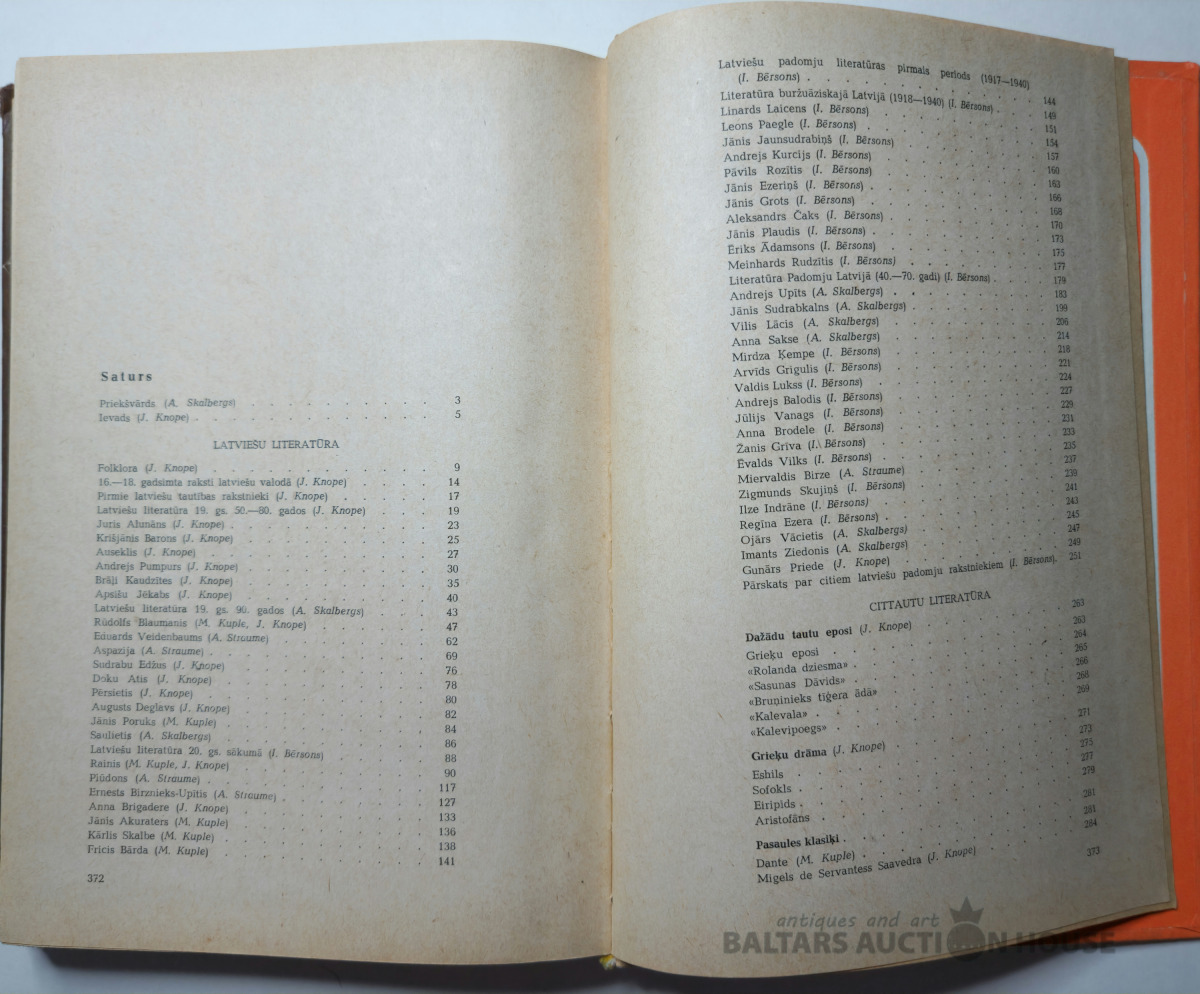 Saturs
Priekšvārds (A. Skalbergs) . . . . . . . . . 3
Ievads (J. Knope) . . . . . . . . . 5
LATVIEŠU LITERATŪRA
Folklora (J. Knope) . . . . . . . . . 9
16.—18. gadsimta raksti latviešu valodā (J. Knope) . . . . 14
Pirmie latviešu tautības rakstnieki (J. Knope) . . . . 17
Latviešu literatūra 19. gs. 50.—80. gados (J. Knope) . . . 19
Juris Alunāns (J. Knope) . . . . . . . . 23
Krišjānis Barons (J. Knope) . . . . . . . . 25
Auseklis (J. Knope) . . . . . . . . 27
Andrejs Pumpurs (J. Knope) . . . . . . . . 30
Brāļi Kaudzītes (J. Knope) . . . . . . . . 35
Apsīšu Jēkabs (J. Knope) . . . . . . . . 40
Latviešu literatūra 19. gs. 90. gados (A. Skalbergs) . . . 43
Rūdolfs Blaumanis (M. Kuple, J. Knope) . . . . . 47
Eduards Veidenbaums (A. Straume) . . . . . . 62
Aspazija (A. Straume) . . . . . . . . 69
Sudrabu Edžus (J. Knope) . . . . . . . . 76
Doku Atis (J. Knope) . . . . . . . . 78
Pērsietis (J. Knope) . . . . . . . . 80
Augusts Deglavs (J. Knope) . . . . . . . . 82
Jānis Poruks (M. Kuple) . . . . . . . . 84
Saulietis (A. Skalbergs) . . . . . . . . 86
Latviešu literatūra 20. gs. sākumā (I. Bērsons) . . . . 88
Rainis (M. Kuple, J. Knope) . . . . . . . . 90
Plūdons (A. Straume) . . . . . . . . 117
Ernests Birznieks-Upītis (A. Straume) . . . . . . 127
Anna Brigadere (J. Knope) . . . . . . . . 133
Jānis Akuraters (M. Kuple) . . . . . . . . 136
Kārlis Skalbe (M. Kuple) . . . . . . . . 138
Fricis Bārda (M. Kuple) . . . . . . . . 141
372
Latviešu padomju literatūras pirmais periods (1917—1940)
(I. Bērsons) . . . . . . . . . 144
Literatūra buržuāziskajā Latvijā (1918—1940) (I. Bērsons) . 149
Linards Laicens (I. Bērsons) . . . . . . . 151
Leons Paegle (I. Bērsons) . . . . . . . 154
Jānis Jaunsudrabiņš (I. Bērsons) . . . . . . 157
Andrejs Kurcijs (I. Bērsons) . . . . . . . 160
Pāvils Rozītis (I. Bērsons) . . . . . . . 163
Jānis Ezeriņš (I. Bērsons) . . . . . . . 166
Jānis Grots (I. Bērsons) . . . . . . . 168
Aleksandrs Čaks (I. Bērsons) . . . . . . . 170
Jānis Plaudis (I. Bērsons) . . . . . . . 173
Ēriks Ādamsons (I. Bērsons) . . . . . . . 175
Meinhards Rudzītis (I. Bērsons) . . . . . . 177
Literatūra Padomju Latvijā (40.—70. gadi) (I. Bērsons) . . . 179
Andrejs Upīts (A. Skalbergs) . . . . . . . 183
Jānis Sudrabkalns (A. Skalbergs) . . . . . . 199
Vilis Lācis (A. Skalbergs) . . . . . . . 206
Anna Sakse (A. Skalbergs) . . . . . . . 214
Mirdza Ķempe (I. Bērsons) . . . . . . . 218
Arvīds Grigulis (I. Bērsons) . . . . . . . 221
Valdis Lukss (I. Bērsons) . . . . . . . 224
Andrejs Balodis (I. Bērsons) . . . . . . . 227
Jūlijs Vanags (I. Bērsons) . . . . . . . 229
Anna Brodele (I. Bērsons) . . . . . . . 231
Žanis Grīva (I. Bērsons) . . . . . . . 233
Ēvalds Vilks (I. Bērsons) . . . . . . . 235
Miervaldis Birze (A. Straume) . . . . . . 237
Zigmunds Skujiņš (I. Bērsons) . . . . . . 239
Ilze Indrāne (I. Bērsons) . . . . . . . 241
Regīna Ezera (I. Bērsons) . . . . . . . 243
Ojārs Vācietis (A. Skalbergs) . . . . . . 245
Imants Ziedonis (A. Skalbergs) . . . . . . 247
Gunārs Priede (J. Knope) . . . . . . . 249
Pārskats par citiem latviešu padomju rakstniekiem (I. Bērsons). 251
CITTAUTU LITERATŪRA
Dažādu tautu eposi (J. Knope) . . . . . . 263
Grieķu eposi . . . . . . . . . 263
«Rolanda dziesma» . . . . . . . . 264
«Sasunas Dāvids» . . . . . . . . 265
«Bruņinieks tīģera ādā» . . . . . . . 266
«Kalevala» . . . . . . . . . 268
«Kalevipoegs» . . . . . . . . 269
Grieķu drāma (J. Knope) . . . . . . . 271
Eshils . . . . . . . . . 273
Sofokls . . . . . . . . . 275
Eiripids . . . . . . . . . 277
Aristofāns . . . . . . . . . 279
Pasaules klasiķi . . . . . . . . 281
Dante (M. Kuple) . . . . . . . . 281
Migels de Servantess Saavedra (J. Knope) . . . . 284
373
antiques and art
BALTARS AUCTION HOUSE